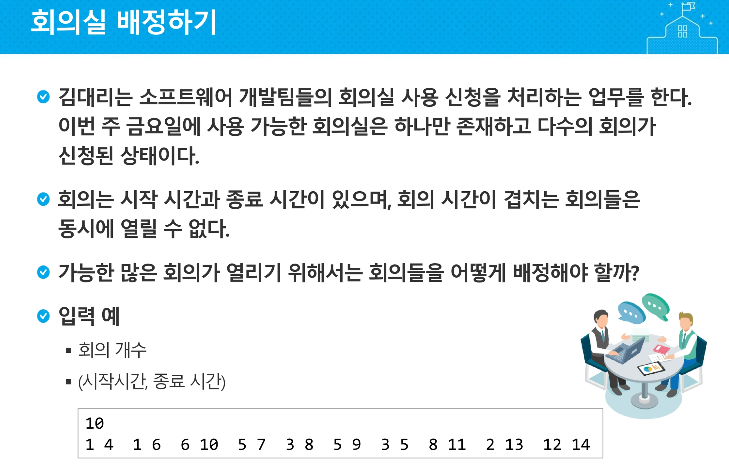 회의실 배정하기
김대리는 소프트웨어 개발팀들의 회의실 사용 신청을 처리하는 업무를 한다.
이번 주 금요일에 사용 가능한 회의실은 하나만 존재하고 다수의 회의가
신청된 상태이다.
회의는 시작 시간과 종료 시간이 있으며, 회의 시간이 겹치는 회의들은
동시에 열릴 수 없다.
가능한 많은 회의가 열리기 위해서는 회의들을 어떻게 배정해야 할까?
입력 예
회의 개수
(시작시간, 종료 시간)
10
1 4 1 6 6 10 5 7 3 8 5 9 3 5 8 11 2 13 12 14